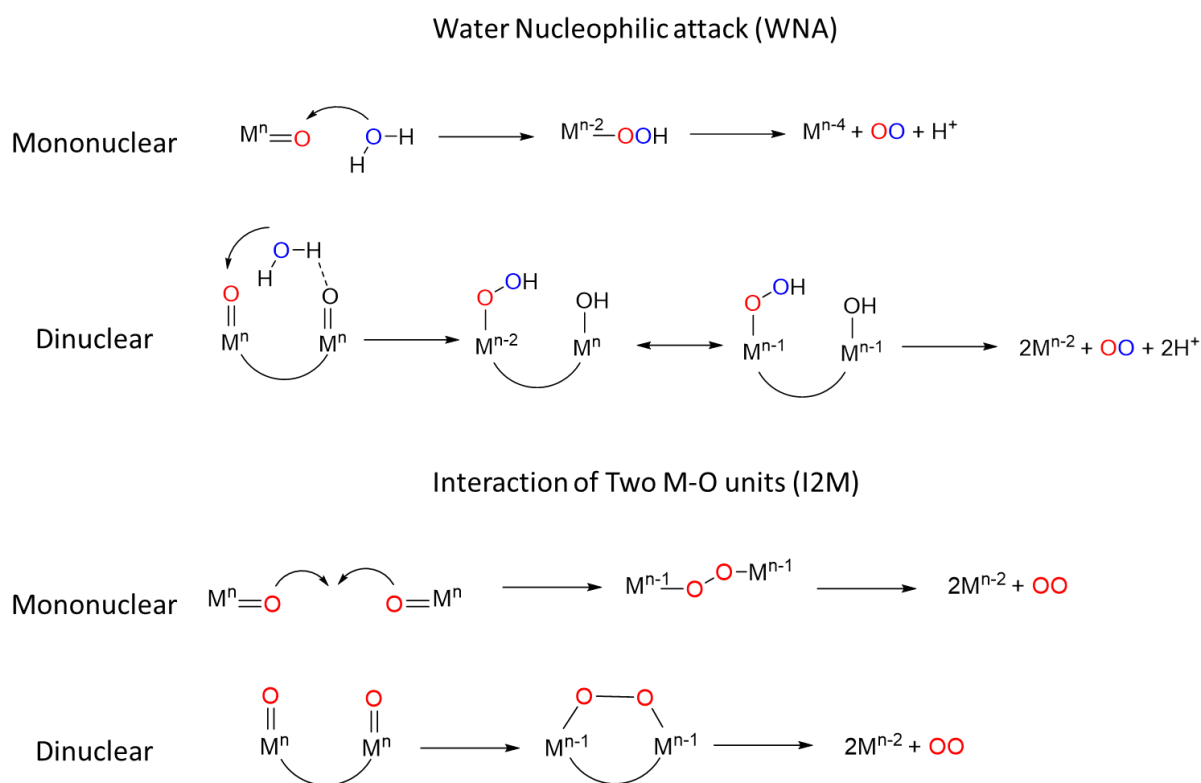 Water Nucleophilic attack (WNA)
Mononuclear
Mⁿ=O H O-H
Mⁿ⁻²-OOH
Mⁿ⁻⁴ + OO + H⁺
Dinuclear
O Mⁿ H O-H O Mⁿ
O-OH Mⁿ⁻² OH Mⁿ
O-OH Mⁿ⁻¹ OH Mⁿ⁻¹
2Mⁿ⁻² + OO + 2H⁺
Interaction of Two M-O units (I2M)
Mononuclear
Mⁿ=O O=Mⁿ
Mⁿ⁻¹-O-O-Mⁿ⁻¹
2Mⁿ⁻² + OO
Dinuclear
O Mⁿ O Mⁿ
O-O Mⁿ⁻¹ Mⁿ⁻¹
2Mⁿ⁻² + OO